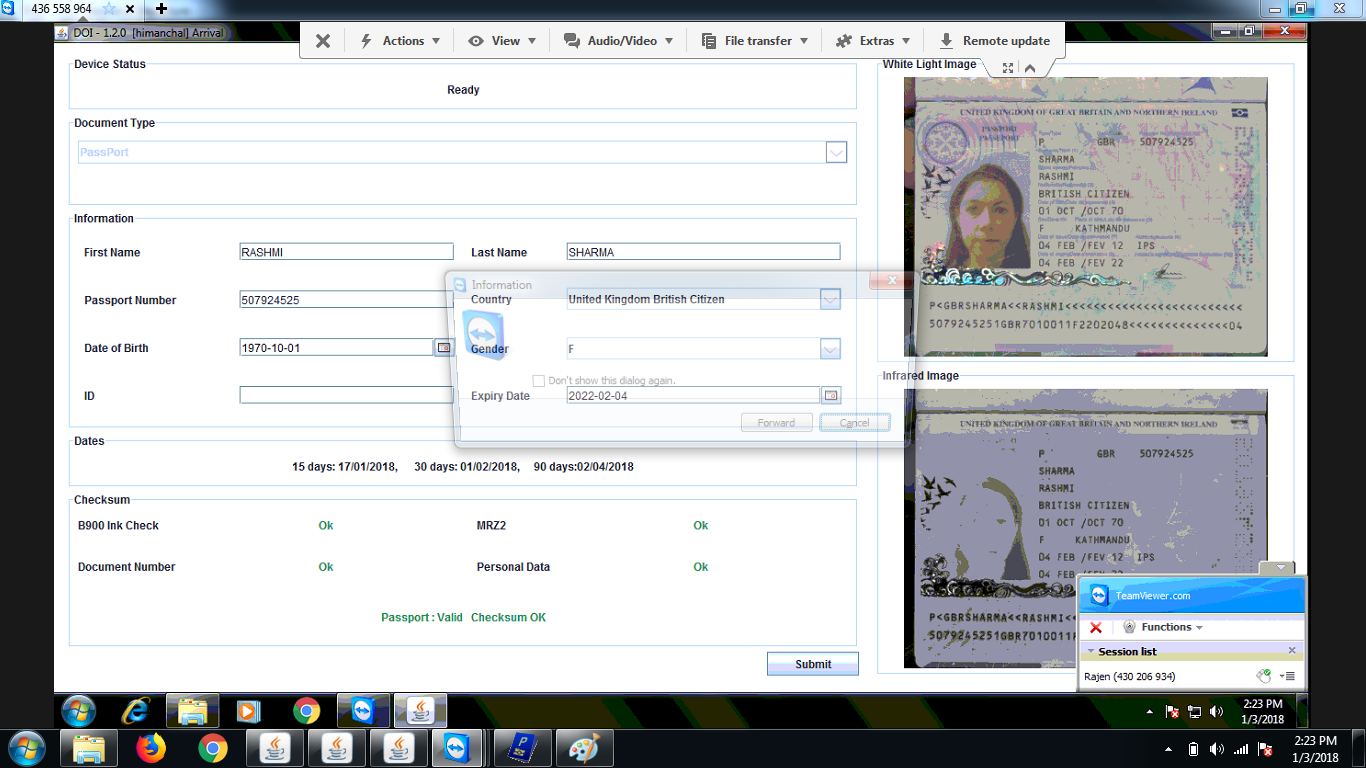 436 558 964
DOI - 1.2.0 [himanchal] Arrival
Actions
View
Audio/Video
File transfer
Extras
Remote update
Device Status
Ready
Document Type
PassPort
Information
First Name
RASHMI
Last Name
SHARMA
Passport Number
507924525
Country
United Kingdom British Citizen
Date of Birth
1970-10-01
Gender
F
ID
Expiry Date
2022-02-04
Information
Don't show this dialog again.
Forward
Cancel
Dates
15 days: 17/01/2018, 30 days: 01/02/2018, 90 days:02/04/2018
Checksum
B900 Ink Check
Ok
MRZ2
Ok
Document Number
Ok
Personal Data
Ok
Passport : Valid Checksum OK
Submit
White Light Image
UNITED KINGDOM OF GREAT BRITAIN AND NORTHERN IRELAND
PASSPORT
P GBR 507924525
SHARMA
RASHMI
BRITISH CITIZEN
01 OCT /OCT 70
F KATHMANDU
04 FEB /FEV 12 IPS
04 FEB /FEV 22
P<GBRSHARMA<<RASHMI<<<<<<<<<<<<<<<<<<<<<<<<<
5079245251GBR7010011F2202048<<<<<<<<<<<<<<04
Infrared Image
UNITED KINGDOM OF GREAT BRITAIN AND NORTHERN IRELAND
P GBR 507924525
SHARMA
RASHMI
BRITISH CITIZEN
01 OCT /OCT 70
F KATHMANDU
04 FEB /FEV 12 IPS
04 FEB
P<GBRSHARMA<<RASHMI<
5079245251GBR7010011F
TeamViewer.com
Functions
Session list
Rajen (430 206 934)
2:23 PM
1/3/2018
2:23 PM
1/3/2018